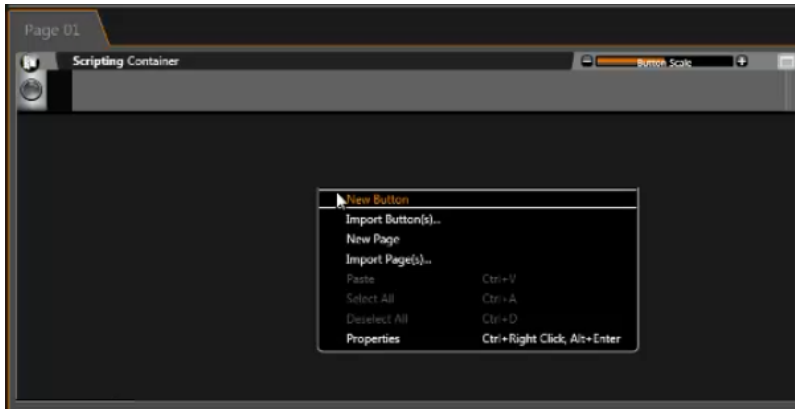 Page 01
Scripting Container
Button Scale
New Button
Import Button(s)...
New Page
Import Page(s)...
Paste Ctrl+V
Select All Ctrl+A
Deselect All Ctrl+D
Properties Ctrl+Right Click, Alt+Enter